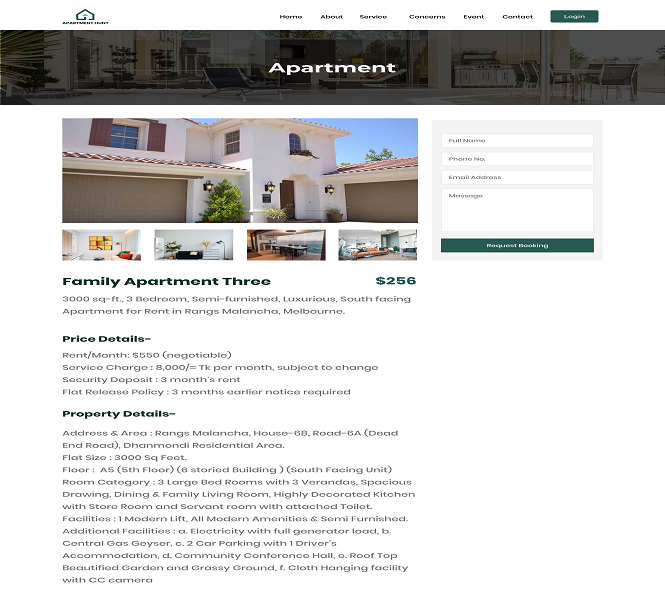 APARTMENT HUNT
Home About Service Concerns Event Contact Login
Apartment
Full Name
Phone No.
Email Address
Massage
Request Booking
Family Apartment Three $256
3000 sq-ft., 3 Bedroom, Semi-furnished, Luxurious, South facing
Apartment for Rent in Rangs Malancha, Melbourne.
Price Details-
Rent/Month: $550 (negotiable)
Service Charge : 8,000/= Tk per month, subject to change
Security Deposit : 3 month's rent
Flat Release Policy : 3 months earlier notice required
Property Details-
Address & Area : Rangs Malancha, House-68, Road-6A (Dead
End Road), Dhanmondi Residential Area.
Flat Size : 3000 Sq Feet.
Floor : A5 (5th Floor) (6 storied Building ) (South Facing Unit)
Room Category : 3 Large Bed Rooms with 3 Verandas, Spacious
Drawing, Dining & Family Living Room, Highly Decorated Kitchen
with Store Room and Servant room with attached Toilet.
Facilities : 1 Modern Lift, All Modern Amenities & Semi Furnished.
Additional Facilities : a. Electricity with full generator load, b.
Central Gas Geyser, c. 2 Car Parking with 1 Driver's
Accommodation, d. Community Conference Hall, e. Roof Top
Beautified Garden and Grassy Ground, f. Cloth Hanging facility
with CC camera